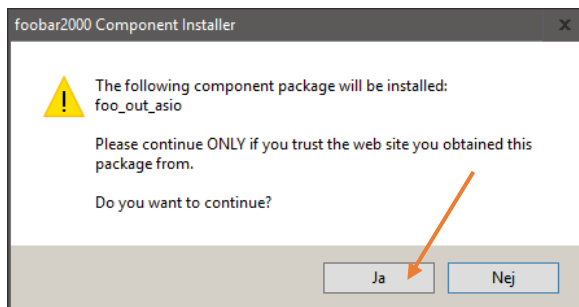 foobar2000 Component Installer
The following component package will be installed:
foo_out_asio
Please continue ONLY if you trust the web site you obtained this
package from.
Do you want to continue?
Ja
Nej